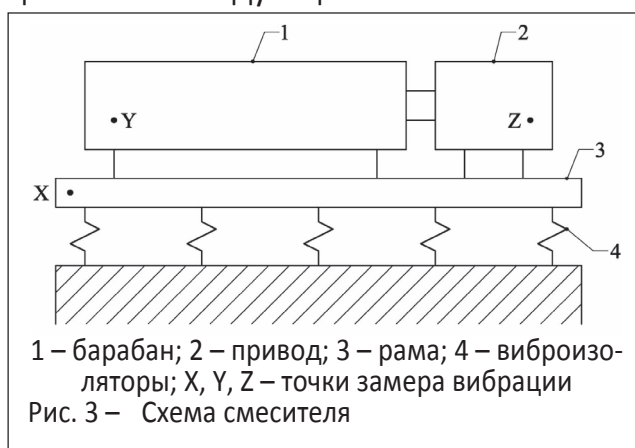 1
2
Y
Z
3
X
4
1 – барабан; 2 – привод; 3 – рама; 4 – виброизо-
ляторы; X, Y, Z – точки замера вибрации
Рис. 3 – Схема смесителя